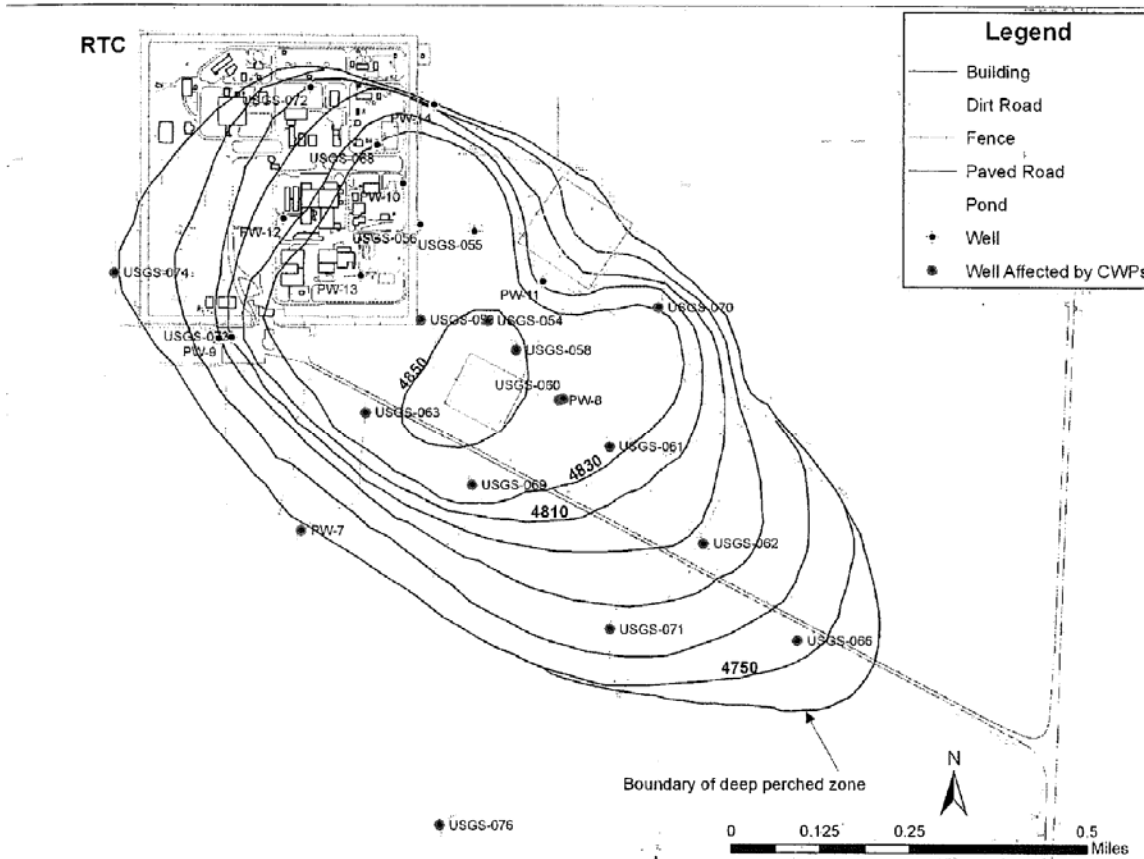 RTC
Legend
Building
Dirt Road
Fence
Paved Road
Pond
Well
Well Affected by CWPs
USGS-072
PW-14
USGS-068
PW-10
PW-12
USGS-056
USGS-055
USGS-074
PW-13
PW-11
USGS-070
USGS-054
USGS-073
PW-9
USGS-058
4850
USGS-060
PW-8
USGS-063
USGS-061
4830
USGS-069
4810
PW-7
USGS-062
USGS-071
USGS-066
4750
Boundary of deep perched zone
N
USGS-076
0
0.125
0.25
0.5
Miles